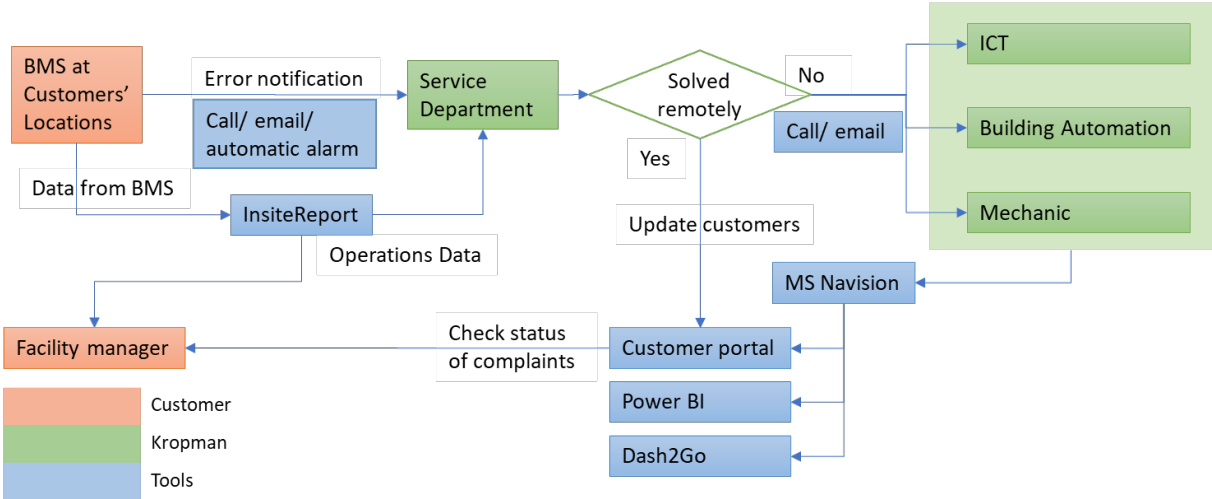 BMS at
Customers'
Locations
Error notification
Call/ email/
automatic alarm
Service
Department
Solved
remotely
No
Call/ email
ICT
Building Automation
Mechanic
Yes
Data from BMS
InsiteReport
Operations Data
Update customers
MS Navision
Facility manager
Check status
of complaints
Customer portal
Power BI
Dash2Go
Customer
Kropman
Tools